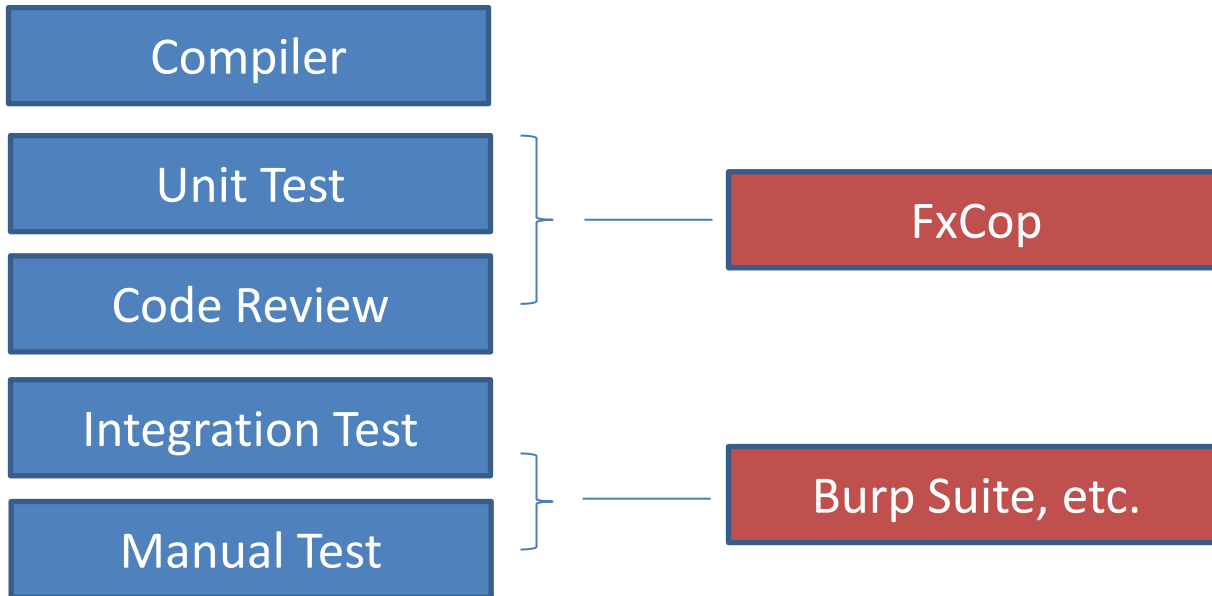 Compiler
Unit Test
Code Review
FxCop
Integration Test
Manual Test
Burp Suite, etc.